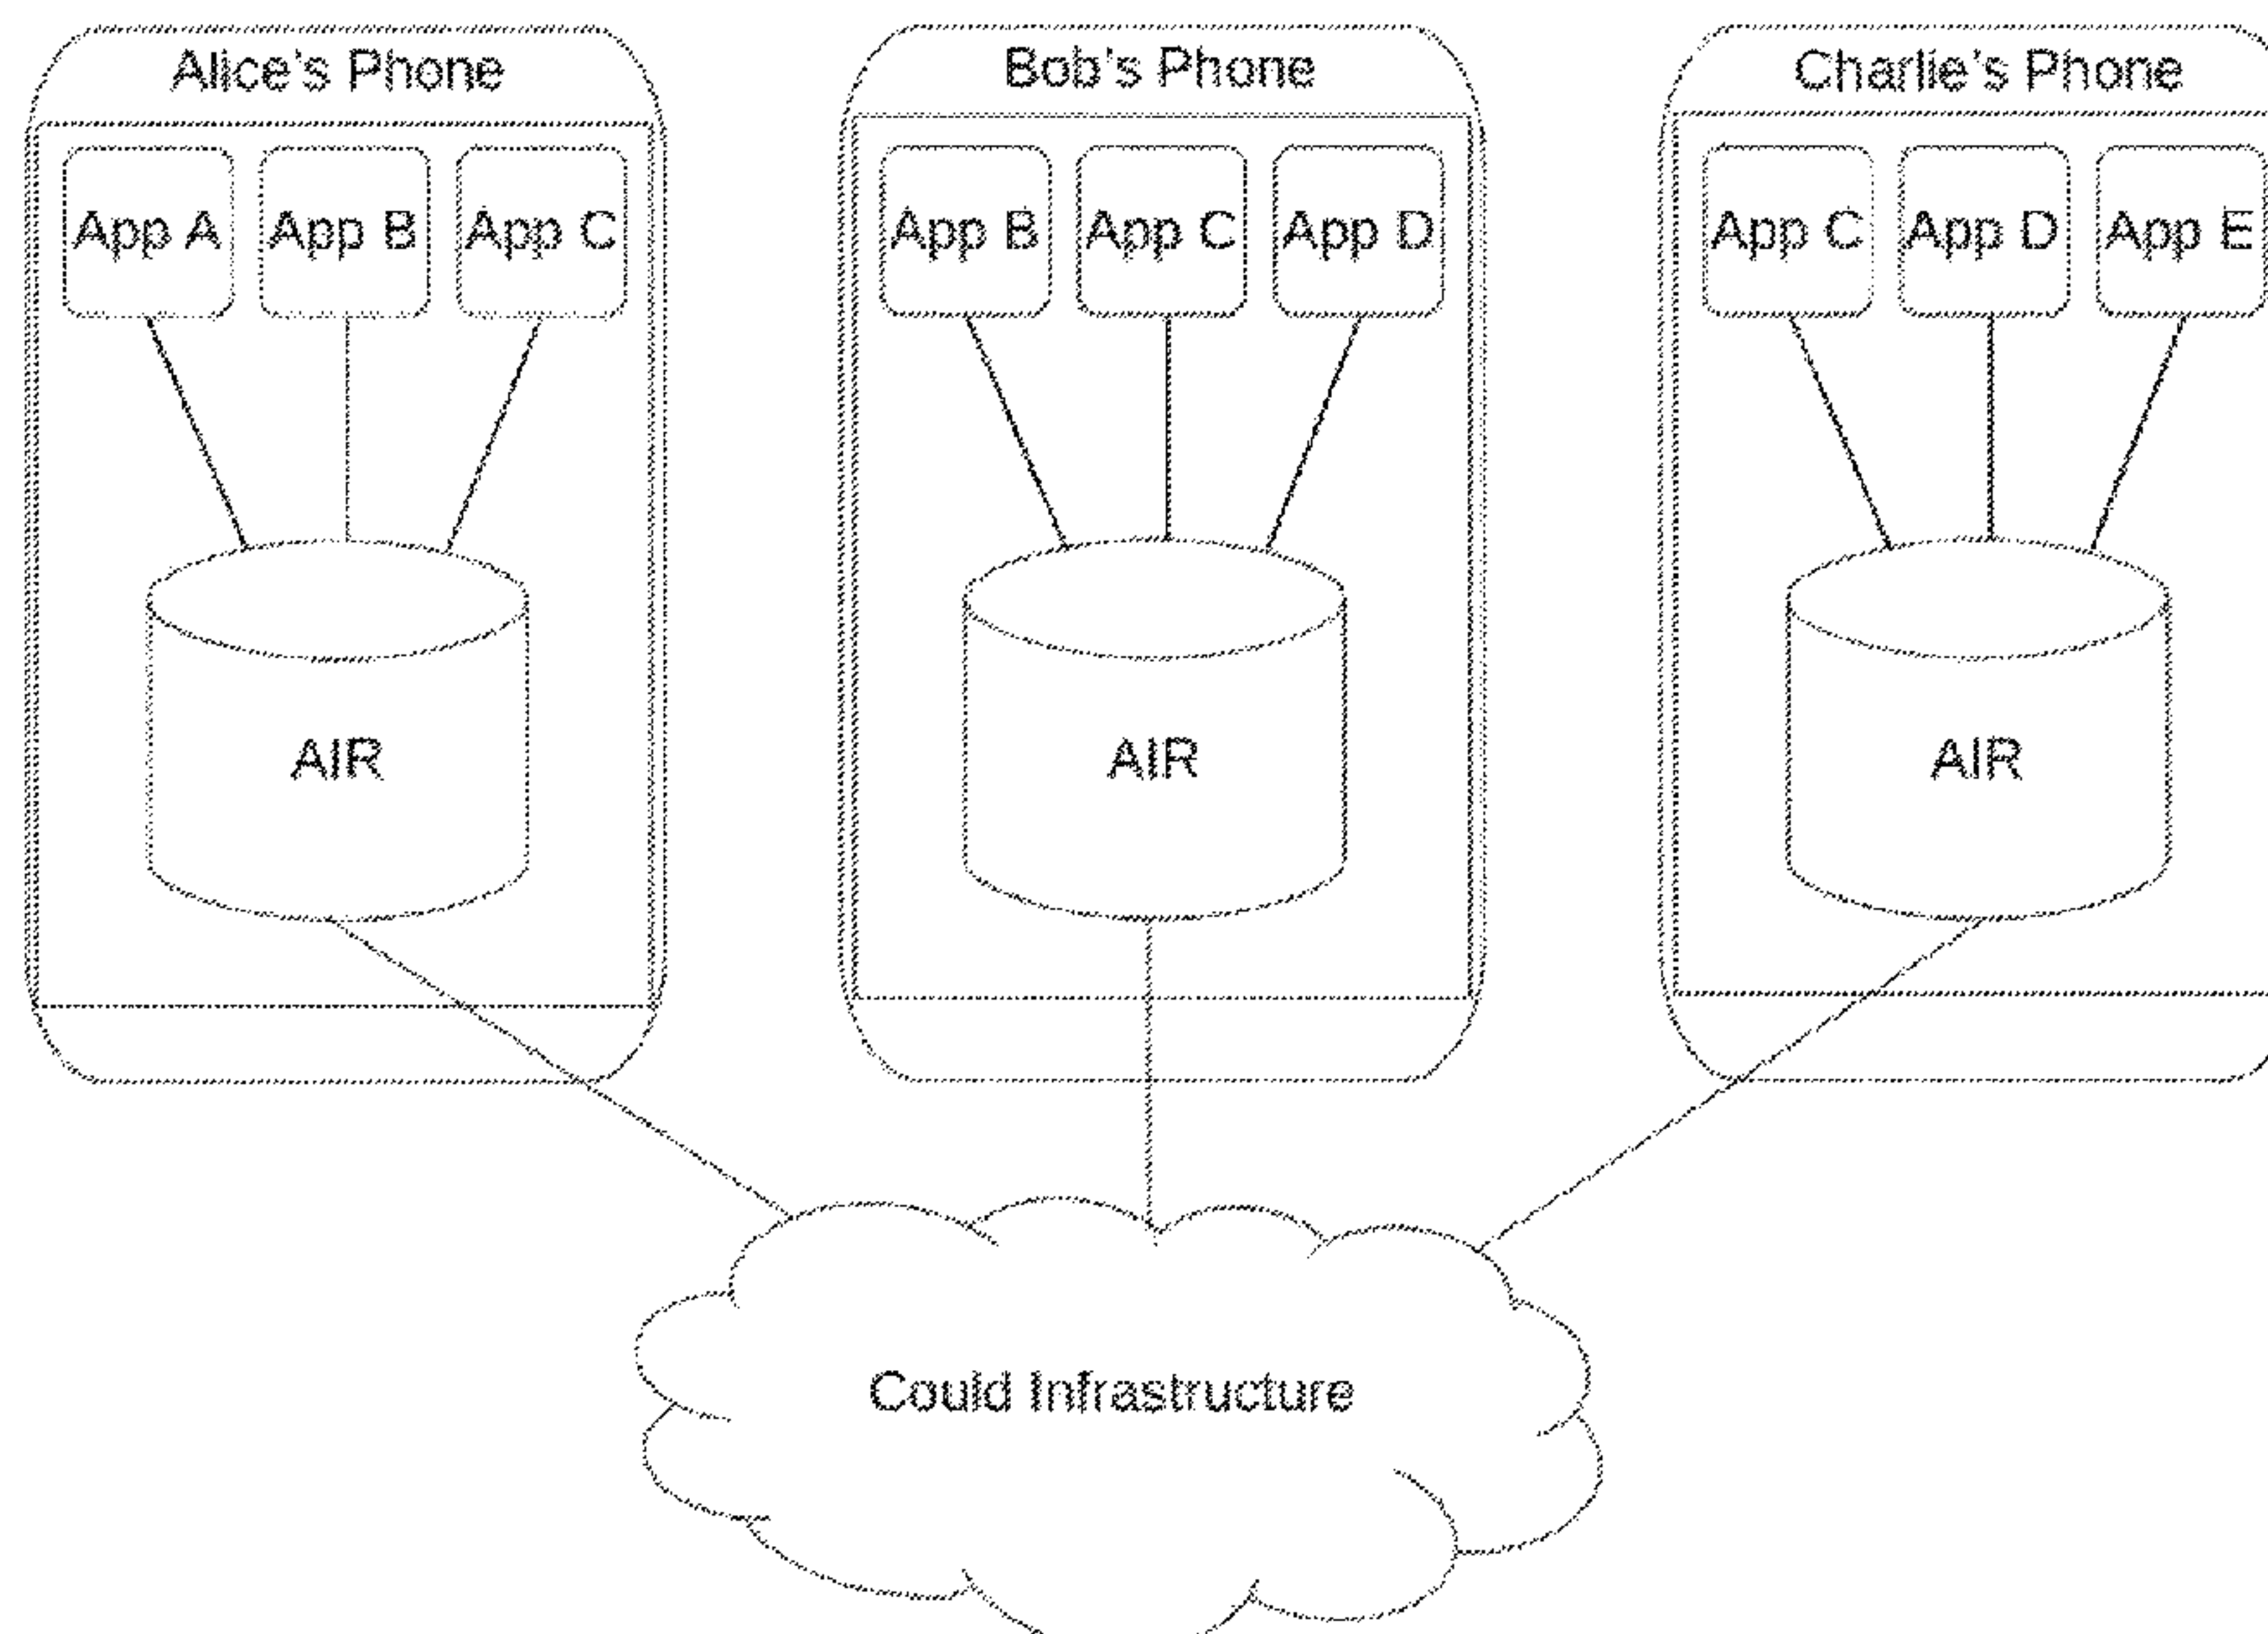 Alice's Phone
Bob's Phone
Charlie's Phone
App A
App B
App C
App B
App C
App D
App C
App D
App E
AIR
AIR
AIR
Could Infrastructure